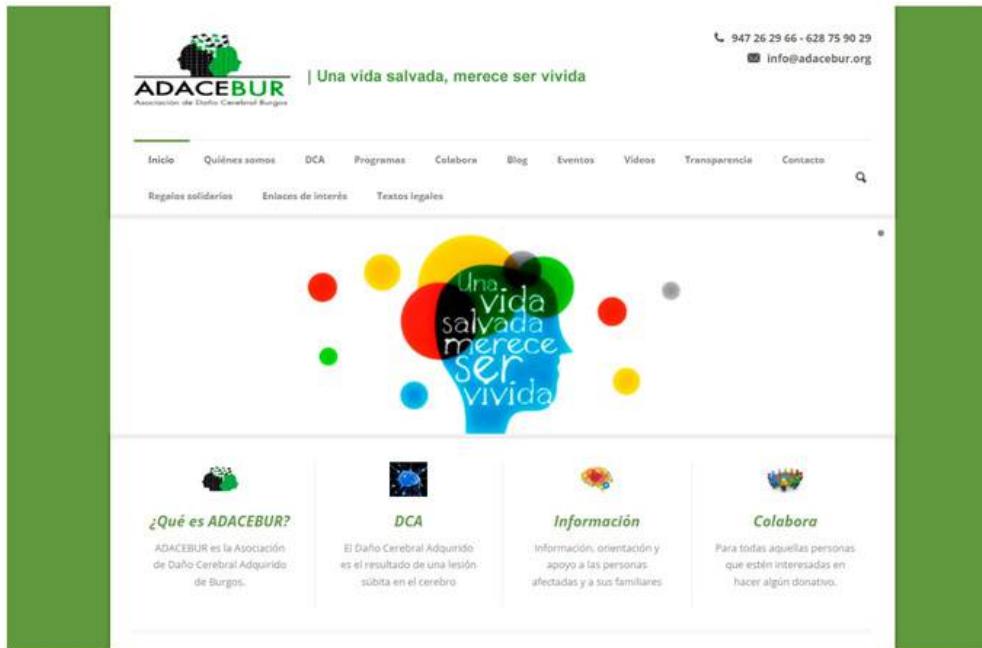 947 26 29 66 - 628 75 90 29
info@adacebur.org
ADACEBUR
Asociación de Daño Cerebral Burgos
| Una vida salvada, merece ser vivida
Inicio Quiénes somos DCA Programas Colabora Blog Eventos Vídeos Transparencia Contacto
Regalos solidarios Enlaces de interés Textos legales
Una
vida
salvada
merece
ser
vivida
¿Qué es ADACEBUR?
ADACEBUR es la Asociación
de Daño Cerebral Adquirido
de Burgos.
DCA
El Daño Cerebral Adquirido
es el resultado de una lesión
súbita en el cerebro
Información
Información, orientación y
apoyo a las personas
afectadas y a sus familiares
Colabora
Para todas aquellas personas
que estén interesadas en
hacer algún donativo.